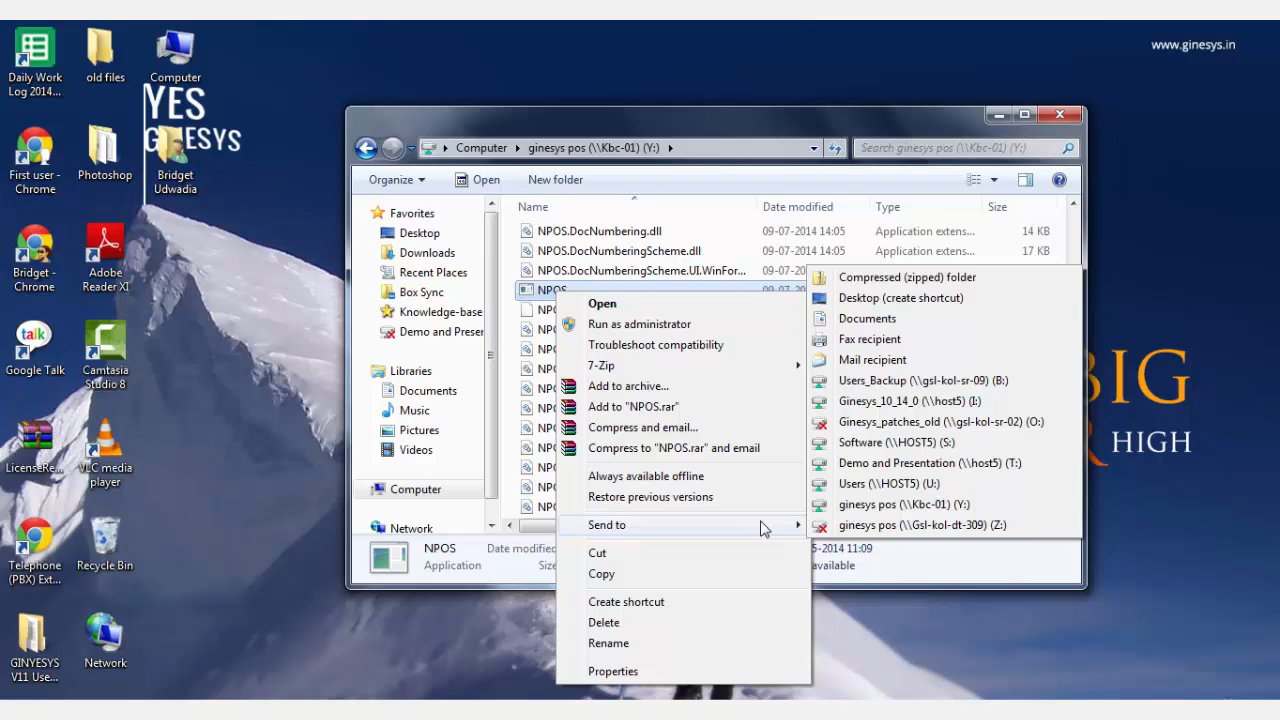 www.ginesys.in
Daily Work
Log 2014...
old files
Computer
YES
First user -
Chrome
Photoshop
Bridget
Udwadia
Bridget -
Chrome
Adobe
Reader XI
Google Talk
talk
Camtasia
Studio 8
LicenseRe...
VLC media
player
Telephone
(PBX) Ext...
Recycle Bin
GINYESYS
V11 Use...
Network
BIG
HIGH
Computer
ginesys pos (\\Kbc-01) (Y:)
Search ginesys pos (\\Kbc-01) (Y:)
Organize
Open
New folder
Favorites
Desktop
Downloads
Recent Places
Box Sync
Knowledge-base
Demo and Preser
Libraries
Documents
Music
Pictures
Videos
Computer
Network
Name
Date modified
Type
Size
NPOS.DocNumbering.dll 09-07-2014 14:05 Application extens... 14 KB
NPOS.DocNumberingScheme.dll 09-07-2014 14:05 Application extens... 17 KB
NPOS.DocNumberingScheme.UI.WinFor... 09-07-2014 14:05 Application extens...
NPOS
Open
Run as administrator
Troubleshoot compatibility
7-Zip
Add to archive...
Add to "NPOS.rar"
Compress and email...
Compress to "NPOS.rar" and email
Always available offline
Restore previous versions
Send to
Cut
Copy
Create shortcut
Delete
Rename
Properties
Compressed (zipped) folder
Desktop (create shortcut)
Documents
Fax recipient
Mail recipient
Users_Backup (\\gsl-kol-sr-09) (B:)
Ginesys_10_14_0 (\\host5) (I:)
Ginesys_patches_old (\\gsl-kol-sr-02) (O:)
Software (\\HOST5) (S:)
Demo and Presentation (\\host5) (T:)
Users (\\HOST5) (U:)
ginesys pos (\\Kbc-01) (Y:)
ginesys pos (\\Gsl-kol-dt-309) (Z:)
NPOS Date modified 5-2014 11:09
Application Size available